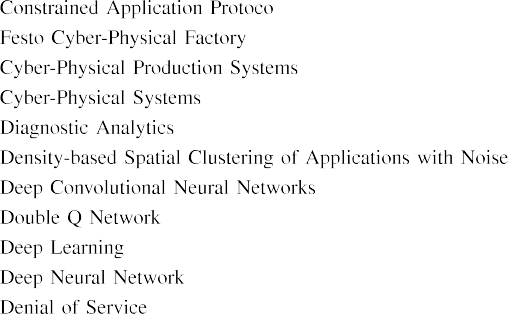 Constrained Application Protoco
Festo Cyber-Physical Factory
Cyber-Physical Production Systems
Cyber-Physical Systems
Diagnostic Analytics
Density-based Spatial Clustering of Applications with Noise
Deep Convolutional Neural Networks
Double Q Network
Deep Learning
Deep Neural Network
Denial of Service